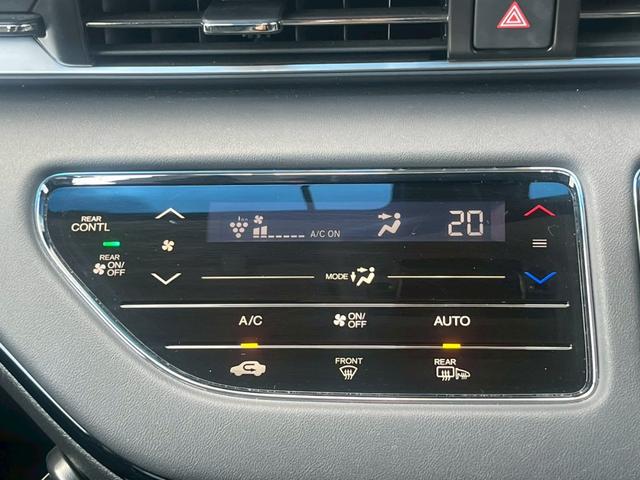 REAR
CONTL
A/C ON
20
REAR
ON/
OFF
MODE
A/C
ON/
OFF
AUTO
FRONT
REAR